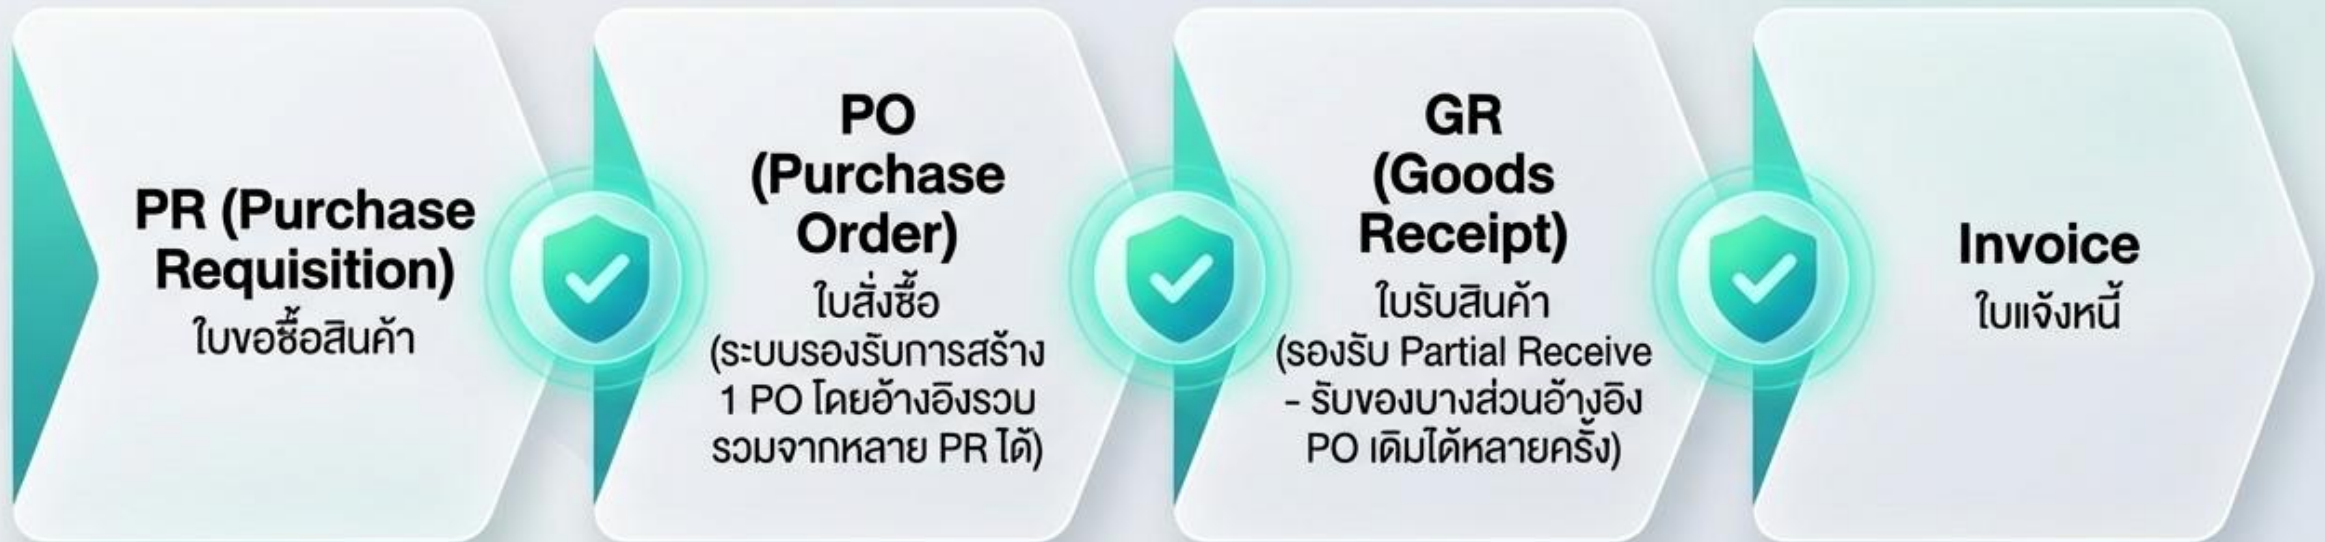 PR (Purchase
Requisition)
ใบขอซื้อสินค้า
PO
(Purchase
Order)
ใบสั่งซื้อ
(ระบบรองรับการสร้าง
1 PO โดยอ้างอิงรวบ
รวมจากหลาย PR ได้)
GR
(Goods
Receipt)
ใบรับสินค้า
(รองรับ Partial Receive
- รับของบางส่วนอ้างอิง
PO เดิมได้หลายครั้ง)
Invoice
ใบแจ้งหนี้